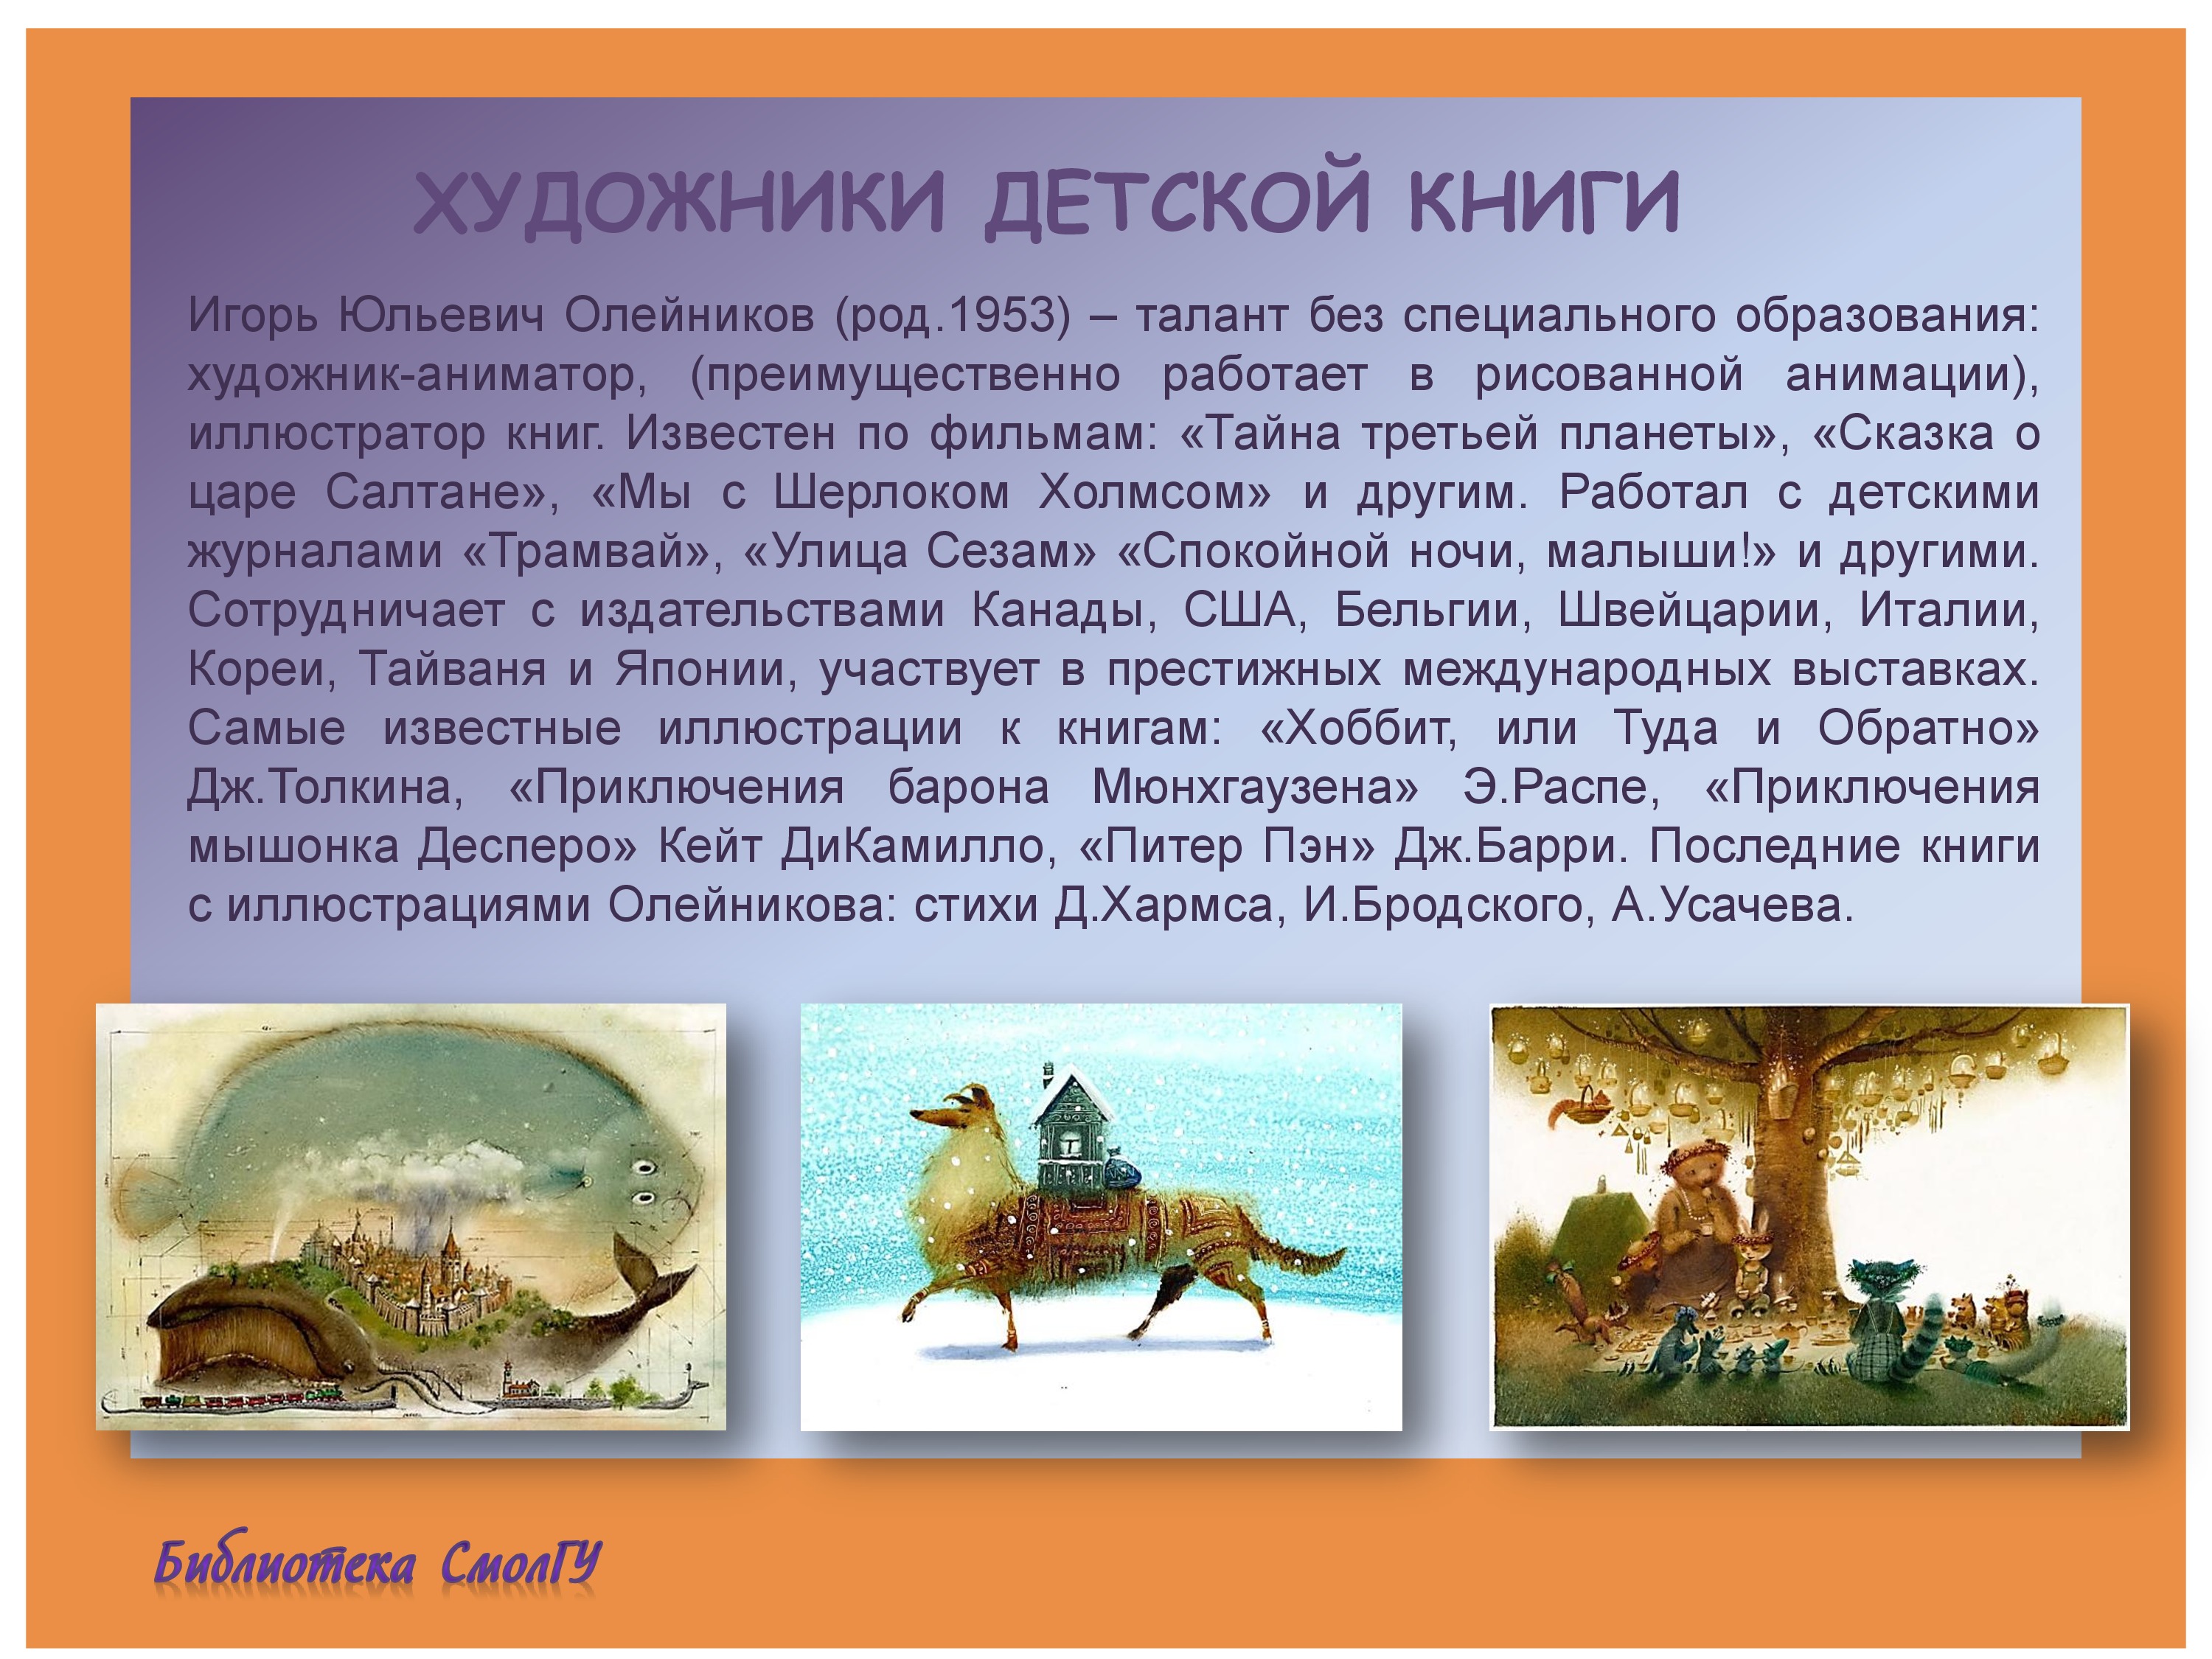 ХУДОЖНИКИ ДЕТСКОЙ КНИГИ
Игорь Юльевич Олейников (род.1953) – талант без специального образования:
художник-аниматор, (преимущественно работает в рисованной анимации),
иллюстратор книг. Известен по фильмам: «Тайна третьей планеты», «Сказка о
царе Салтане», «Мы с Шерлоком Холмсом» и другим. Работал с детскими
журналами «Трамвай», «Улица Сезам» «Спокойной ночи, малыши!» и другими.
Сотрудничает с издательствами Канады, США, Бельгии, Швейцарии, Италии,
Кореи, Тайваня и Японии, участвует в престижных международных выставках.
Самые известные иллюстрации к книгам: «Хоббит, или Туда и Обратно»
Дж.Толкина, «Приключения барона Мюнхгаузена» Э.Распе, «Приключения
мышонка Десперо» Кейт ДиКамилло, «Питер Пэн» Дж.Барри. Последние книги
с иллюстрациями Олейникова: стихи Д.Хармса, И.Бродского, А.Усачева.
Библиотека СмолГУ